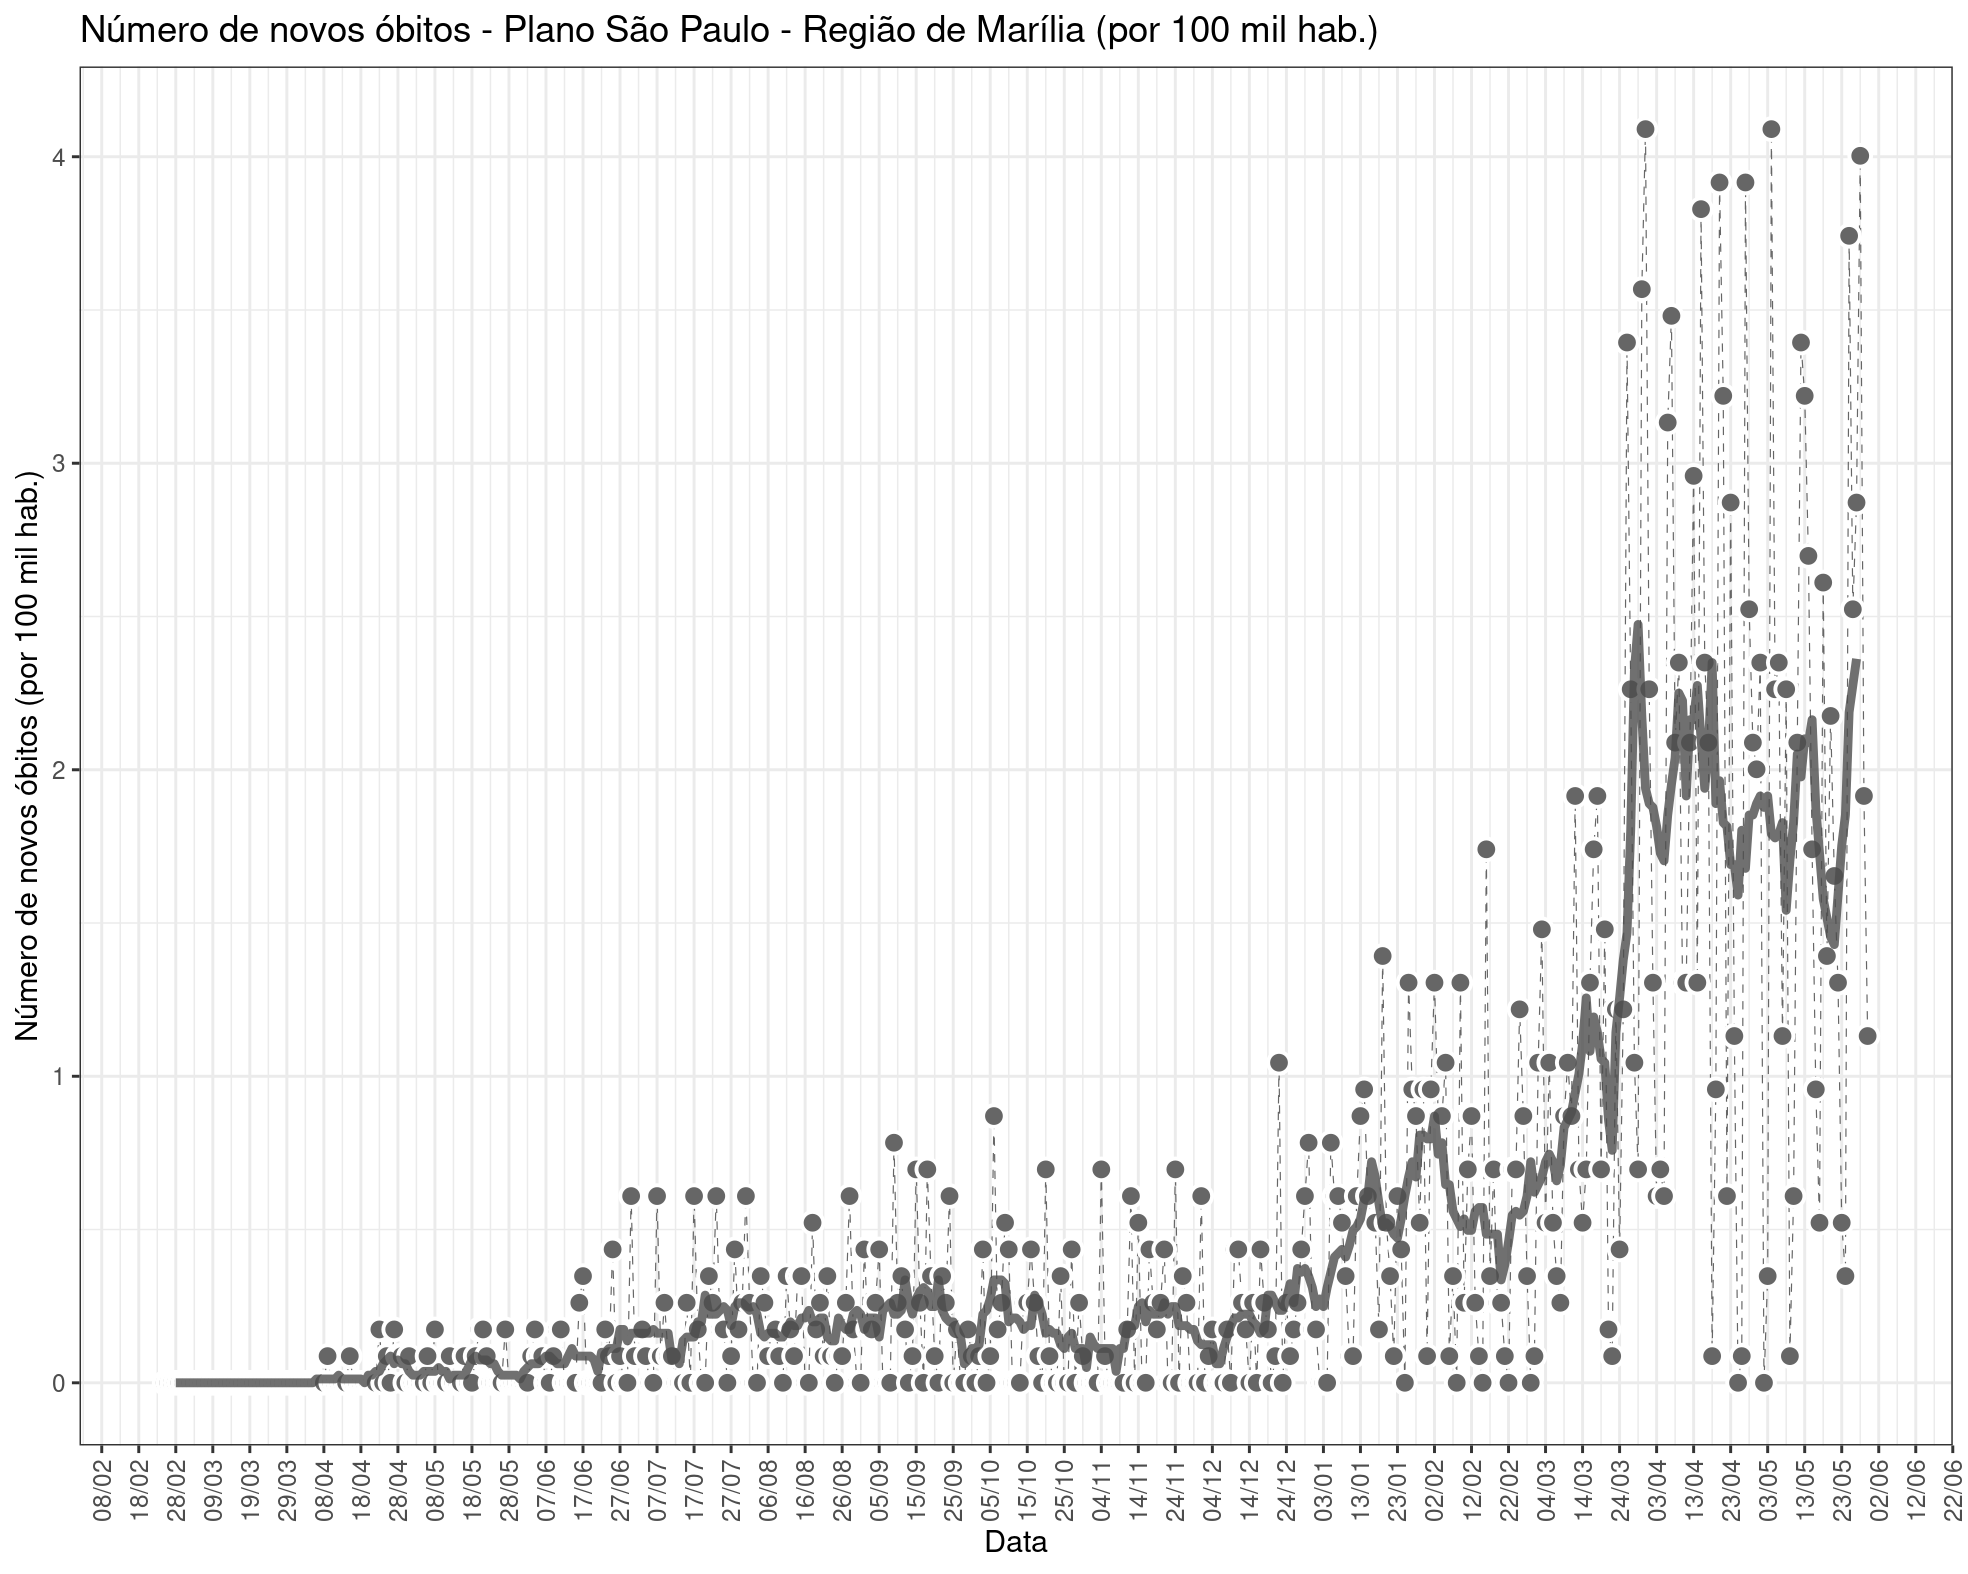 Número de novos óbitos - Plano São Paulo - Região de Marília (por 100 mil hab.)
Número de novos óbitos (por 100 mil hab.)
4
3
2
1
0
08/02 18/02 28/02 09/03 19/03 29/03 08/04 18/04 28/04 08/05 18/05 28/05 07/06 17/06 27/06 07/07 17/07 27/07 06/08 16/08 26/08 05/09 15/09 25/09 05/10 15/10 25/10 04/11 14/11 24/11 04/12 14/12 24/12 03/01 13/01 23/01 02/02 12/02 22/02 04/03 14/03 24/03 03/04 13/04 23/04 03/05 13/05 23/05 02/06 12/06 22/06
Data